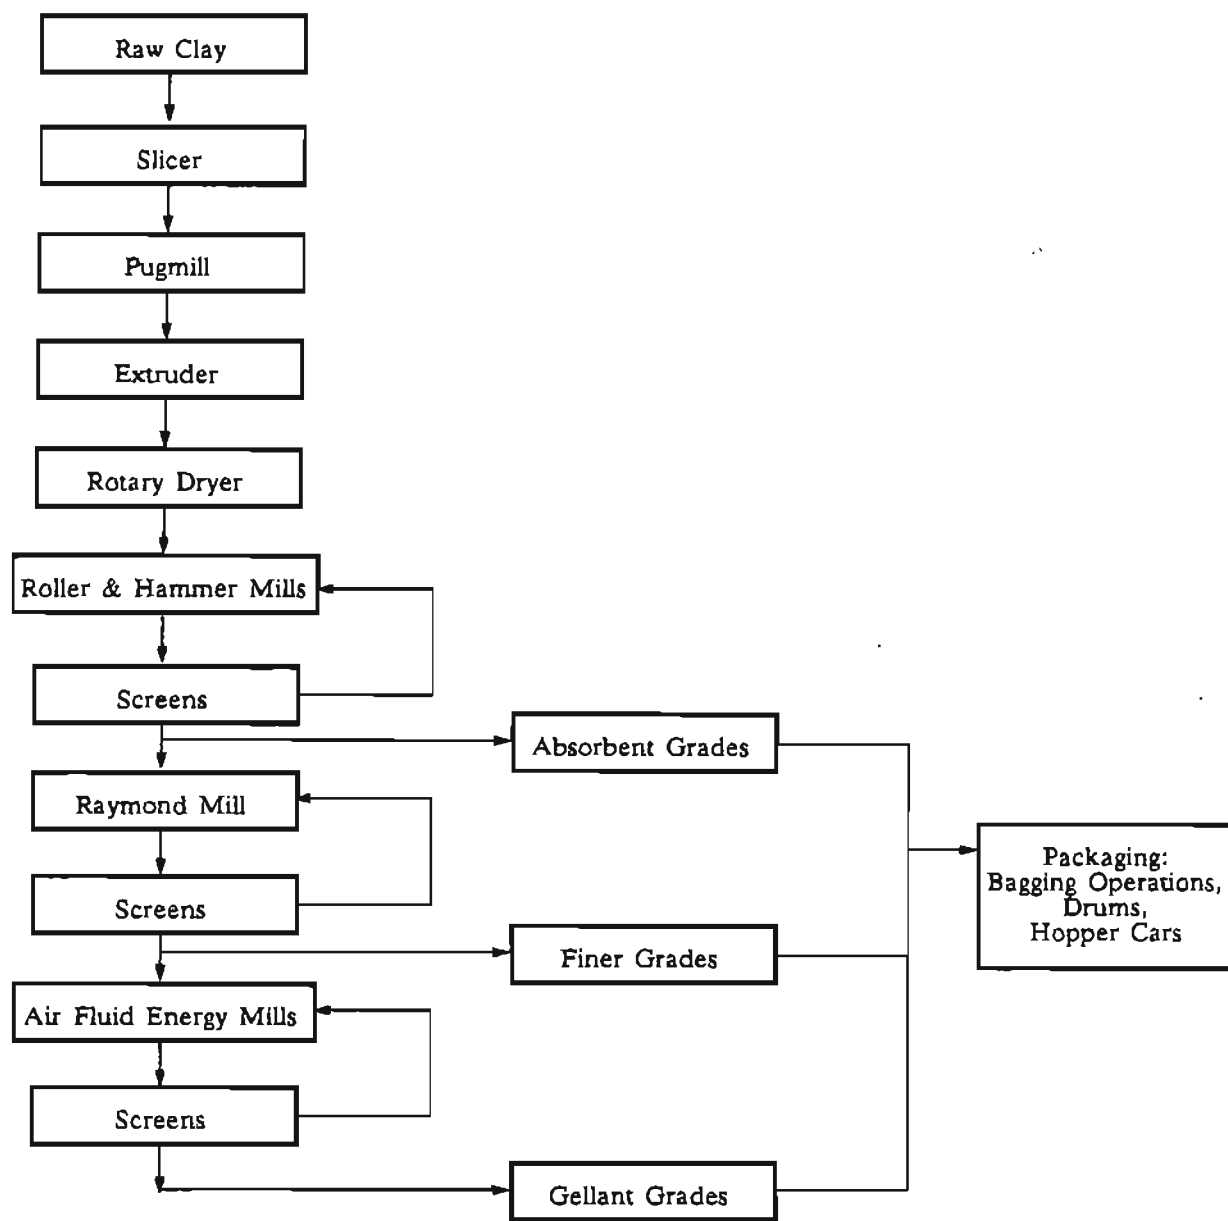 Raw Clay
Slicer
Pugmill
Extruder
Rotary Dryer
Roller & Hammer Mills
Screens
Absorbent Grades
Raymond Mill
Screens
Packaging:
Bagging Operations,
Drums,
Hopper Cars
Finer Grades
Air Fluid Energy Mills
Screens
Gellant Grades